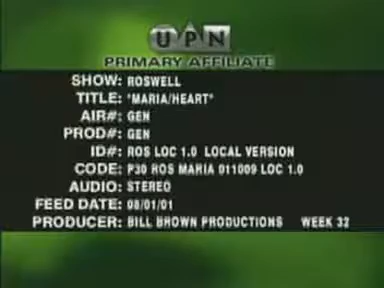 UPN
PRIMARY AFFILIATE
SHOW: ROSWELL
TITLE: "MARIA/HEART"
AIR#: GEN
PROD#: GEN
ID#: ROS LOC 1.0 LOCAL VERSION
CODE: P30 ROS MARIA 011009 LOC 1.0
AUDIO: STEREO
FEED DATE: 08/01/01
PRODUCER: BILL BROWN PRODUCTIONS WEEK 32